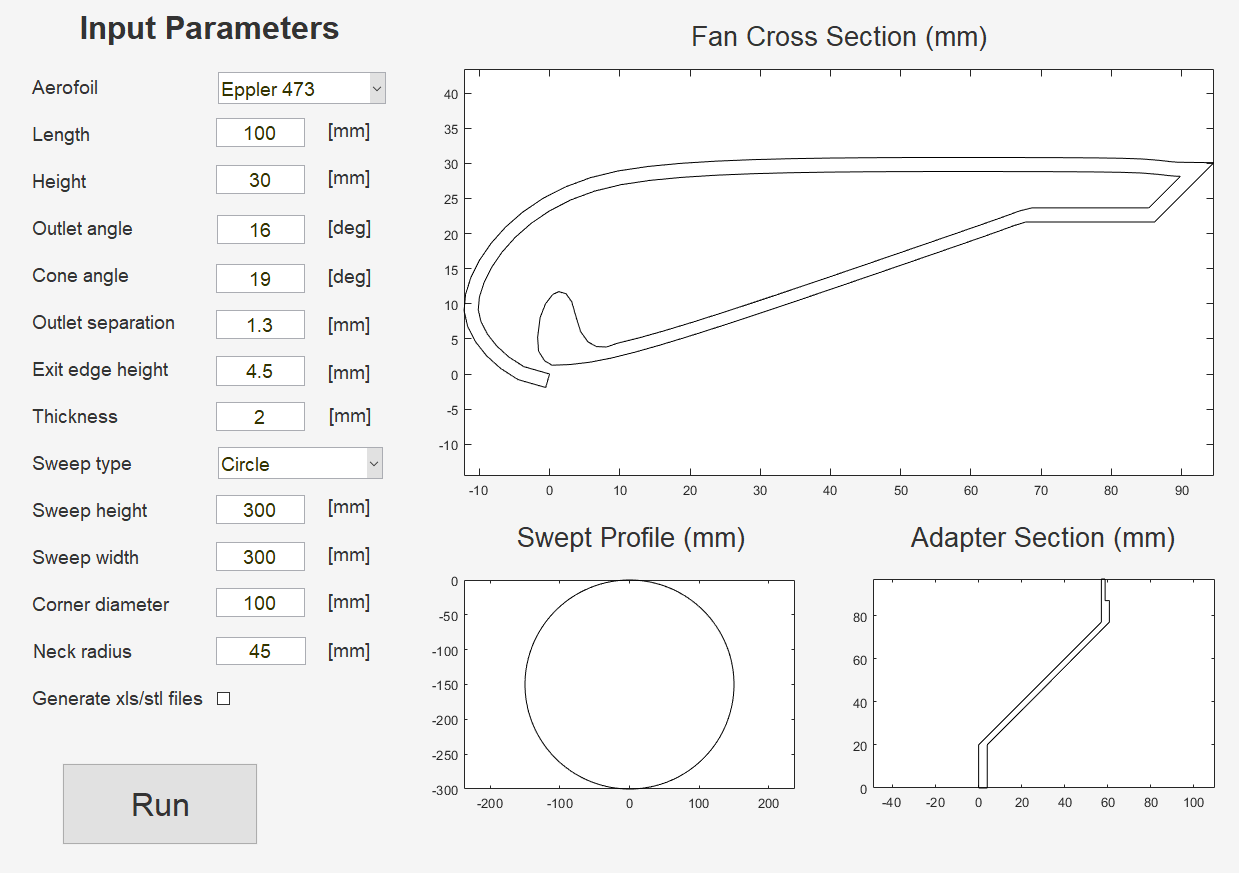 Input Parameters
Aerofoil Eppler 473
Length 100 [mm]
Height 30 [mm]
Outlet angle 16 [deg]
Cone angle 19 [deg]
Outlet separation 1.3 [mm]
Exit edge height 4.5 [mm]
Thickness 2 [mm]
Sweep type Circle
Sweep height 300 [mm]
Sweep width 300 [mm]
Corner diameter 100 [mm]
Neck radius 45 [mm]
Generate xls/stl files
Run
Fan Cross Section (mm)
40
35
30
25
20
15
10
5
0
-5
-10
-10 0 10 20 30 40 50 60 70 80 90
Swept Profile (mm)
0
-50
-100
-150
-200
-250
-300
-200 -100 0 100 200
Adapter Section (mm)
80
60
40
20
0
-40 -20 0 20 40 60 80 100